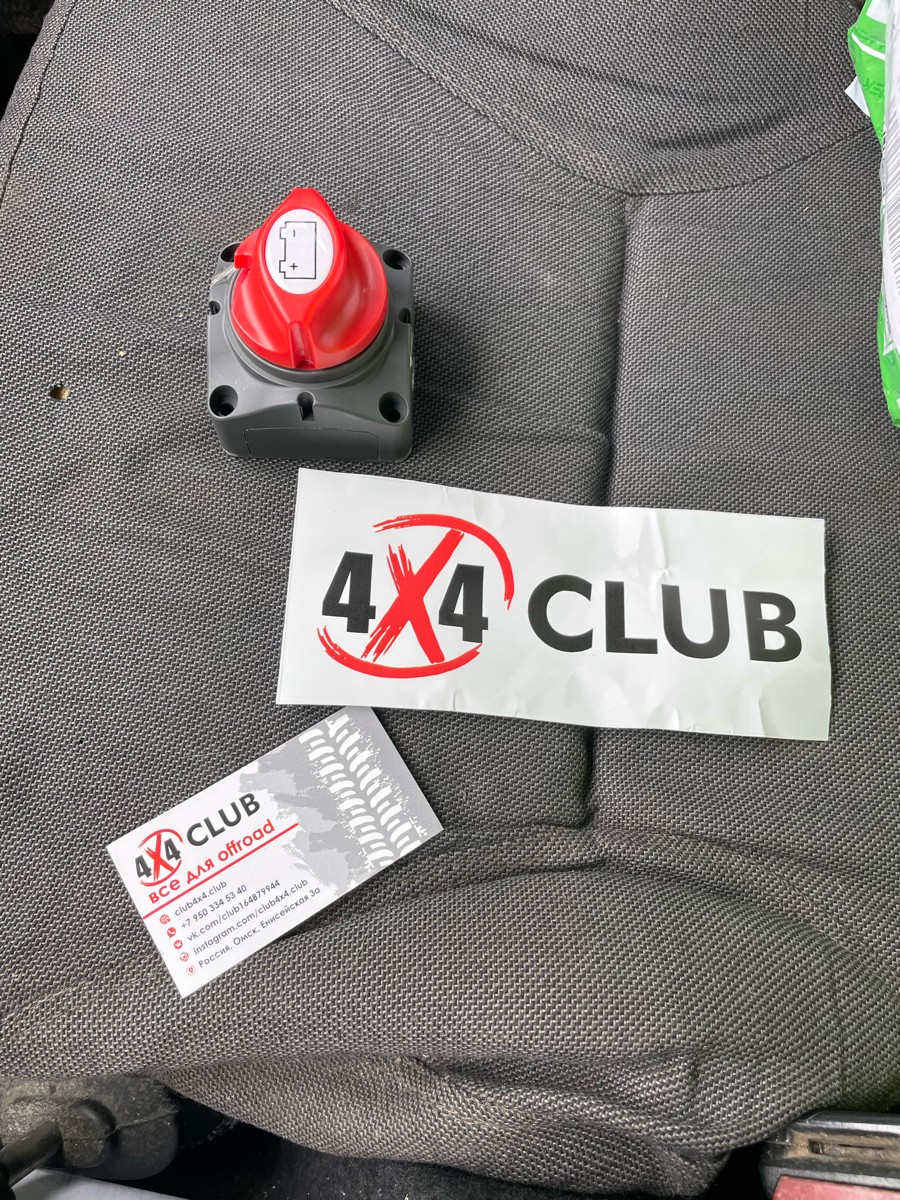 - 
+
4X4 CLUB
4X4 CLUB
все для offroad
club4x4.club
+7 950 334 53 40
vk.com/club164879944
instagram.com/club4x4.club
Россия, Омск, Енисейская 3а